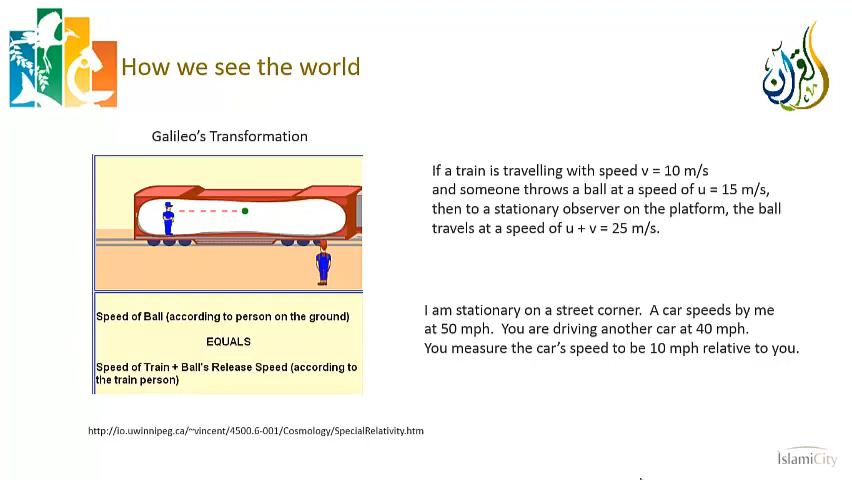 How we see the world
القرآن
Galileo's Transformation
If a train is travelling with speed v = 10 m/s
and someone throws a ball at a speed of u = 15 m/s,
then to a stationary observer on the platform, the ball
travels at a speed of u + v = 25 m/s.
I am stationary on a street corner.  A car speeds by me
at 50 mph.  You are driving another car at 40 mph.
You measure the car's speed to be 10 mph relative to you.
Speed of Ball (according to person on the ground)
EQUALS
Speed of Train + Ball's Release Speed (according to
the train person)
http://io.uwinnipeg.ca/~vincent/4500.6-001/Cosmology/SpecialRelativity.htm
IslamiCity